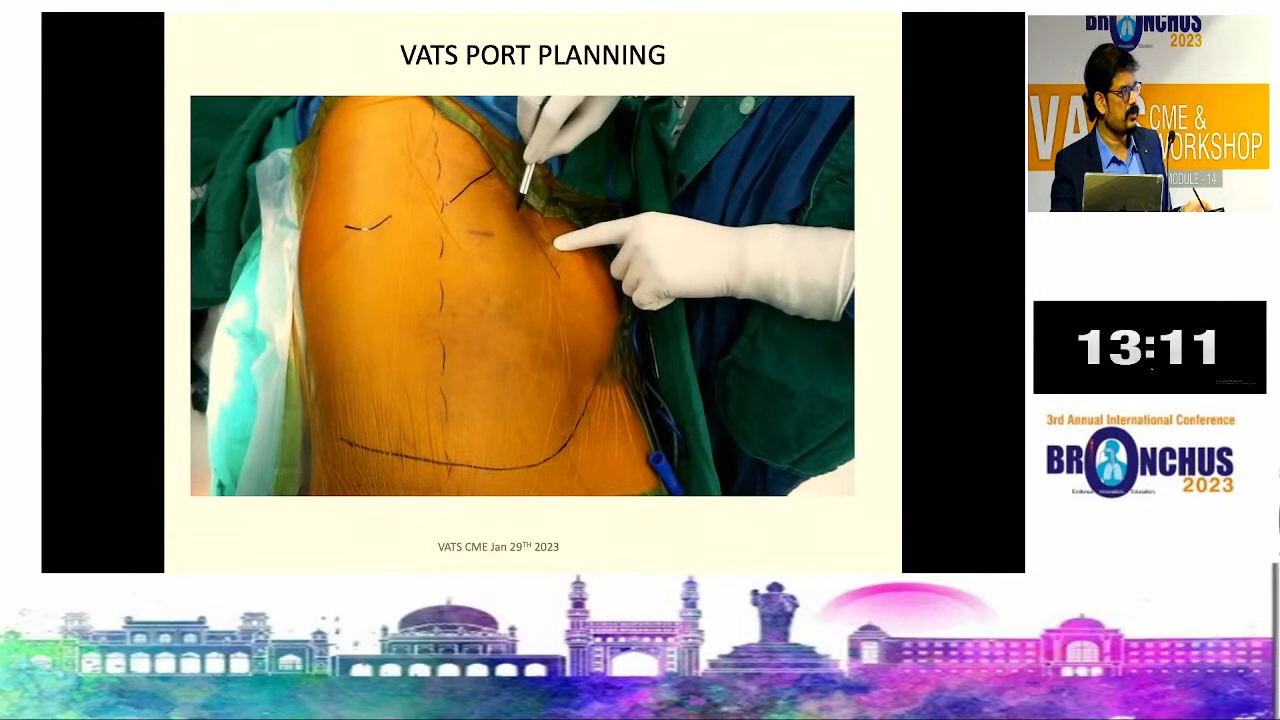 VATS PORT PLANNING
VATS CME Jan 29TH 2023
BRONCHUS
2023
VATS CME &
WORKSHOP
MODULE - 14
13:11
3rd Annual International Conference
BRONCHUS
2023